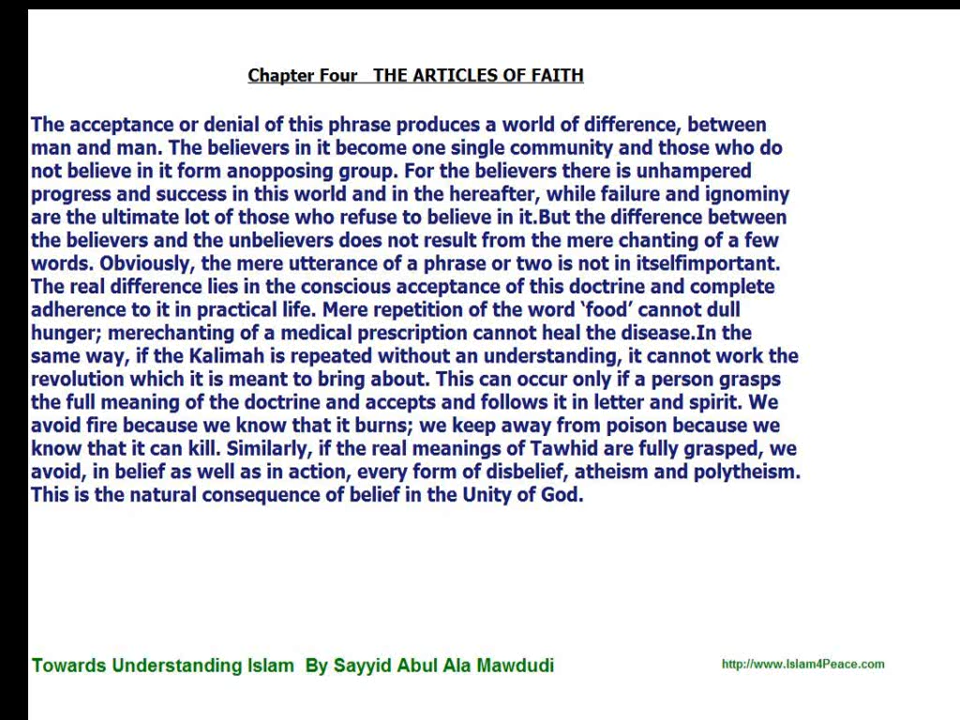 Chapter Four THE ARTICLES OF FAITH
The acceptance or denial of this phrase produces a world of difference, between
man and man. The believers in it become one single community and those who do
not believe in it form anopposing group. For the believers there is unhampered
progress and success in this world and in the hereafter, while failure and ignominy
are the ultimate lot of those who refuse to believe in it.But the difference between
the believers and the unbelievers does not result from the mere chanting of a few
words. Obviously, the mere utterance of a phrase or two is not in itselfimportant.
The real difference lies in the conscious acceptance of this doctrine and complete
adherence to it in practical life. Mere repetition of the word ‘food’ cannot dull
hunger; merechanting of a medical prescription cannot heal the disease.In the
same way, if the Kalimah is repeated without an understanding, it cannot work the
revolution which it is meant to bring about. This can occur only if a person grasps
the full meaning of the doctrine and accepts and follows it in letter and spirit. We
avoid fire because we know that it burns; we keep away from poison because we
know that it can kill. Similarly, if the real meanings of Tawhid are fully grasped, we
avoid, in belief as well as in action, every form of disbelief, atheism and polytheism.
This is the natural consequence of belief in the Unity of God.
Towards Understanding Islam By Sayyid Abul Ala Mawdudi
http://www.Islam4Peace.com